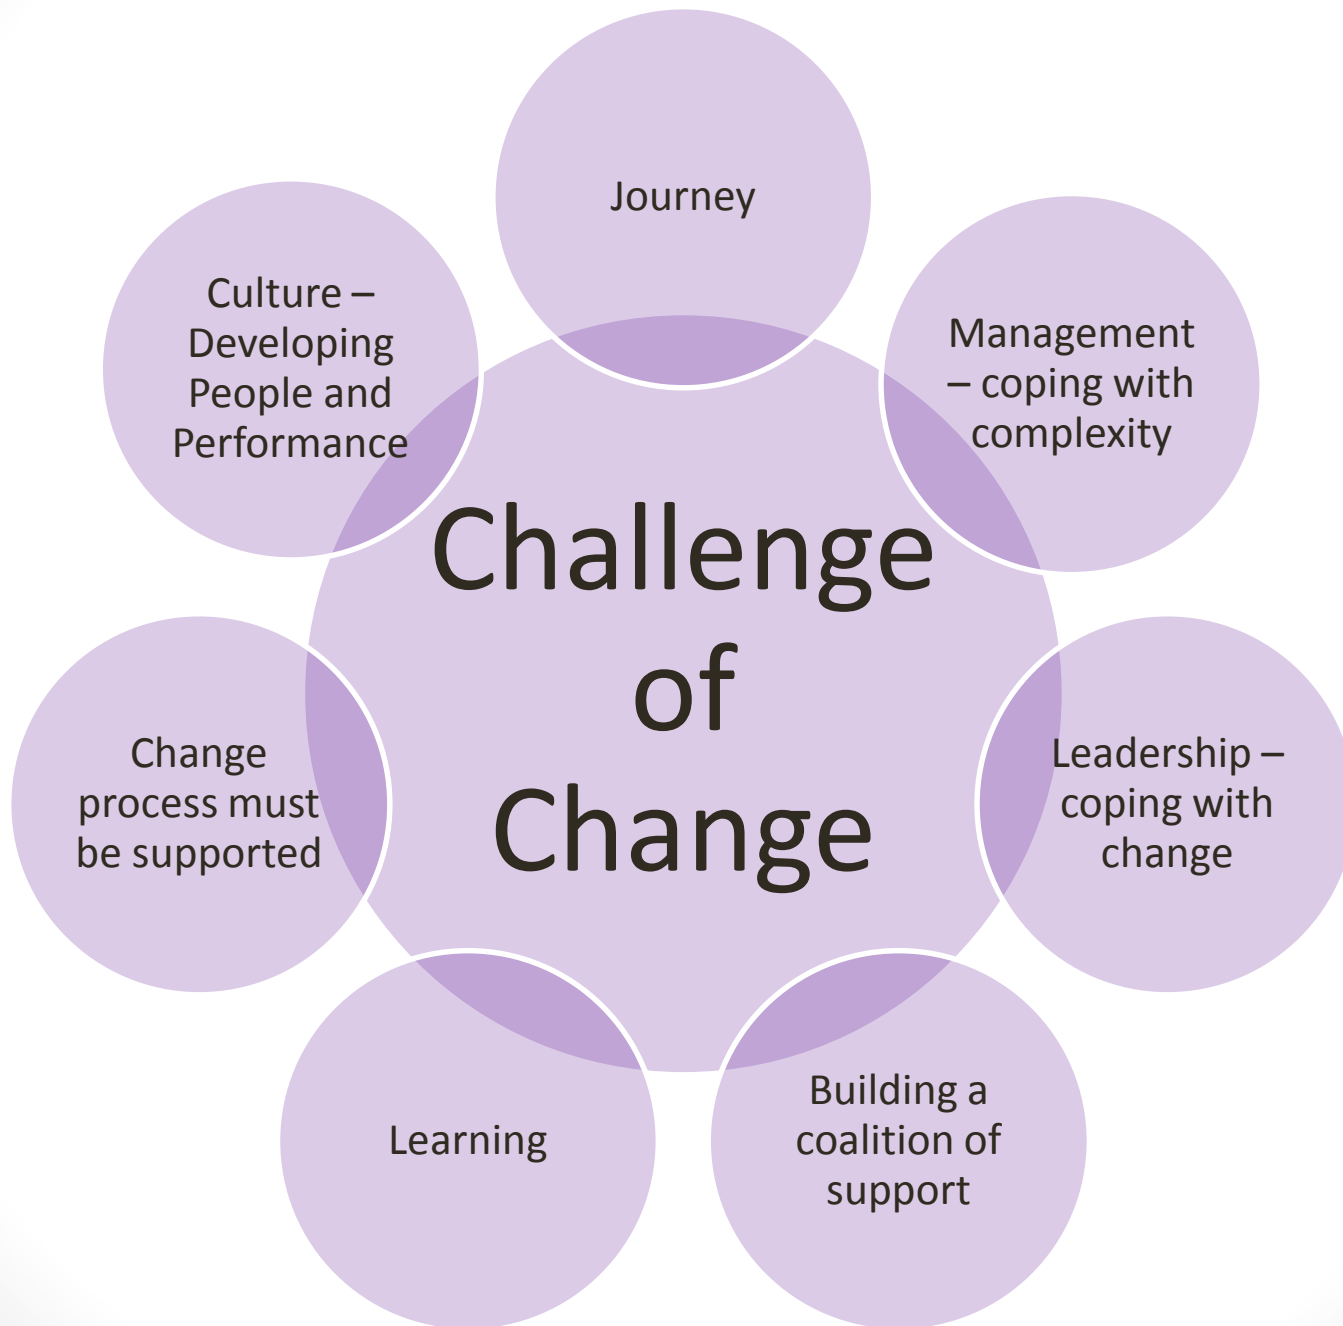 Journey
Management
– coping with
complexity
Leadership –
coping with
change
Building a
coalition of
support
Learning
Change
process must
be supported
Culture –
Developing
People and
Performance
Challenge
of
Change